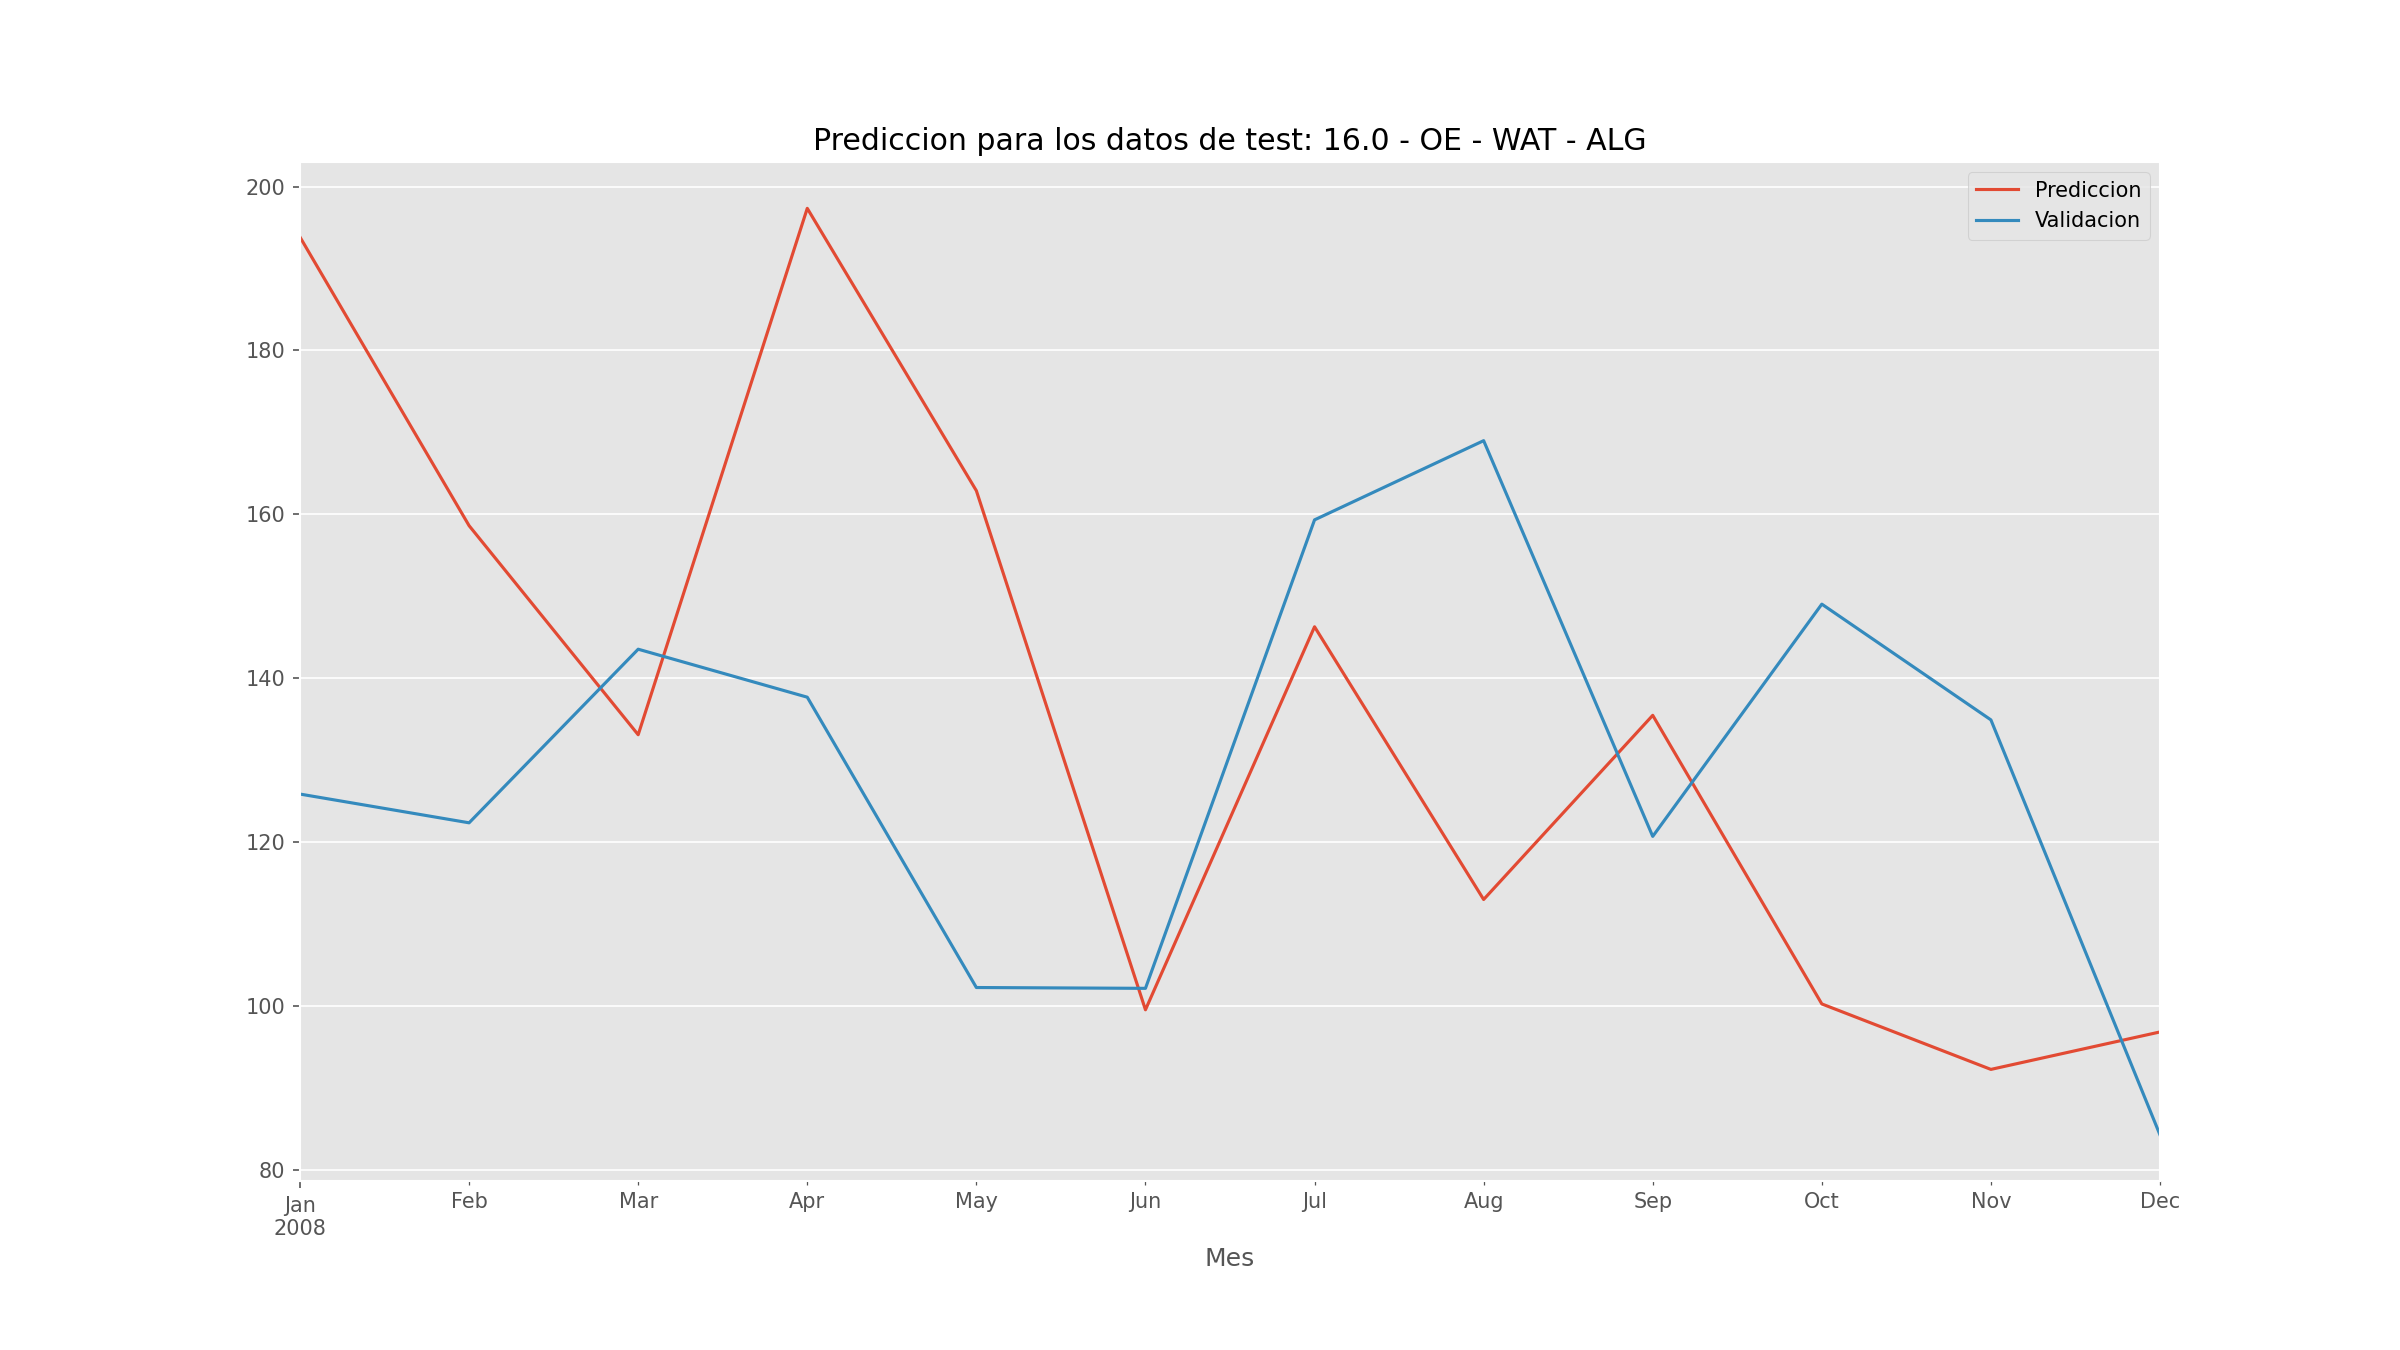 Prediccion para los datos de test: 16.0 - OE - WAT - ALG
Prediccion
Validacion
200
180
160
140
120
100
80
Jan Feb Mar Apr May Jun Jul Aug Sep Oct Nov Dec
2008
Mes